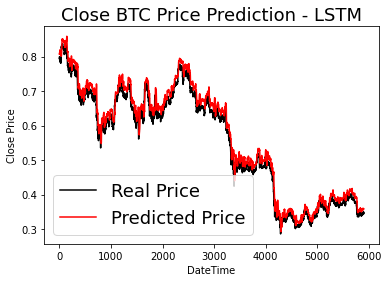 Close BTC Price Prediction - LSTM
Close Price
0.8
0.7
0.6
0.5
0.4
0.3
Real Price
Predicted Price
0 1000 2000 3000 4000 5000 6000
DateTime